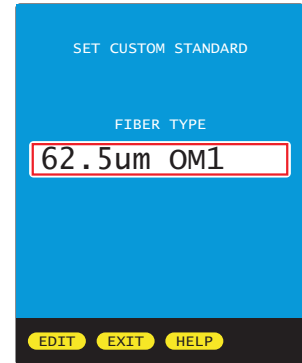 SET CUSTOM STANDARD
FIBER TYPE
62.5um OM1
EDIT EXIT HELP